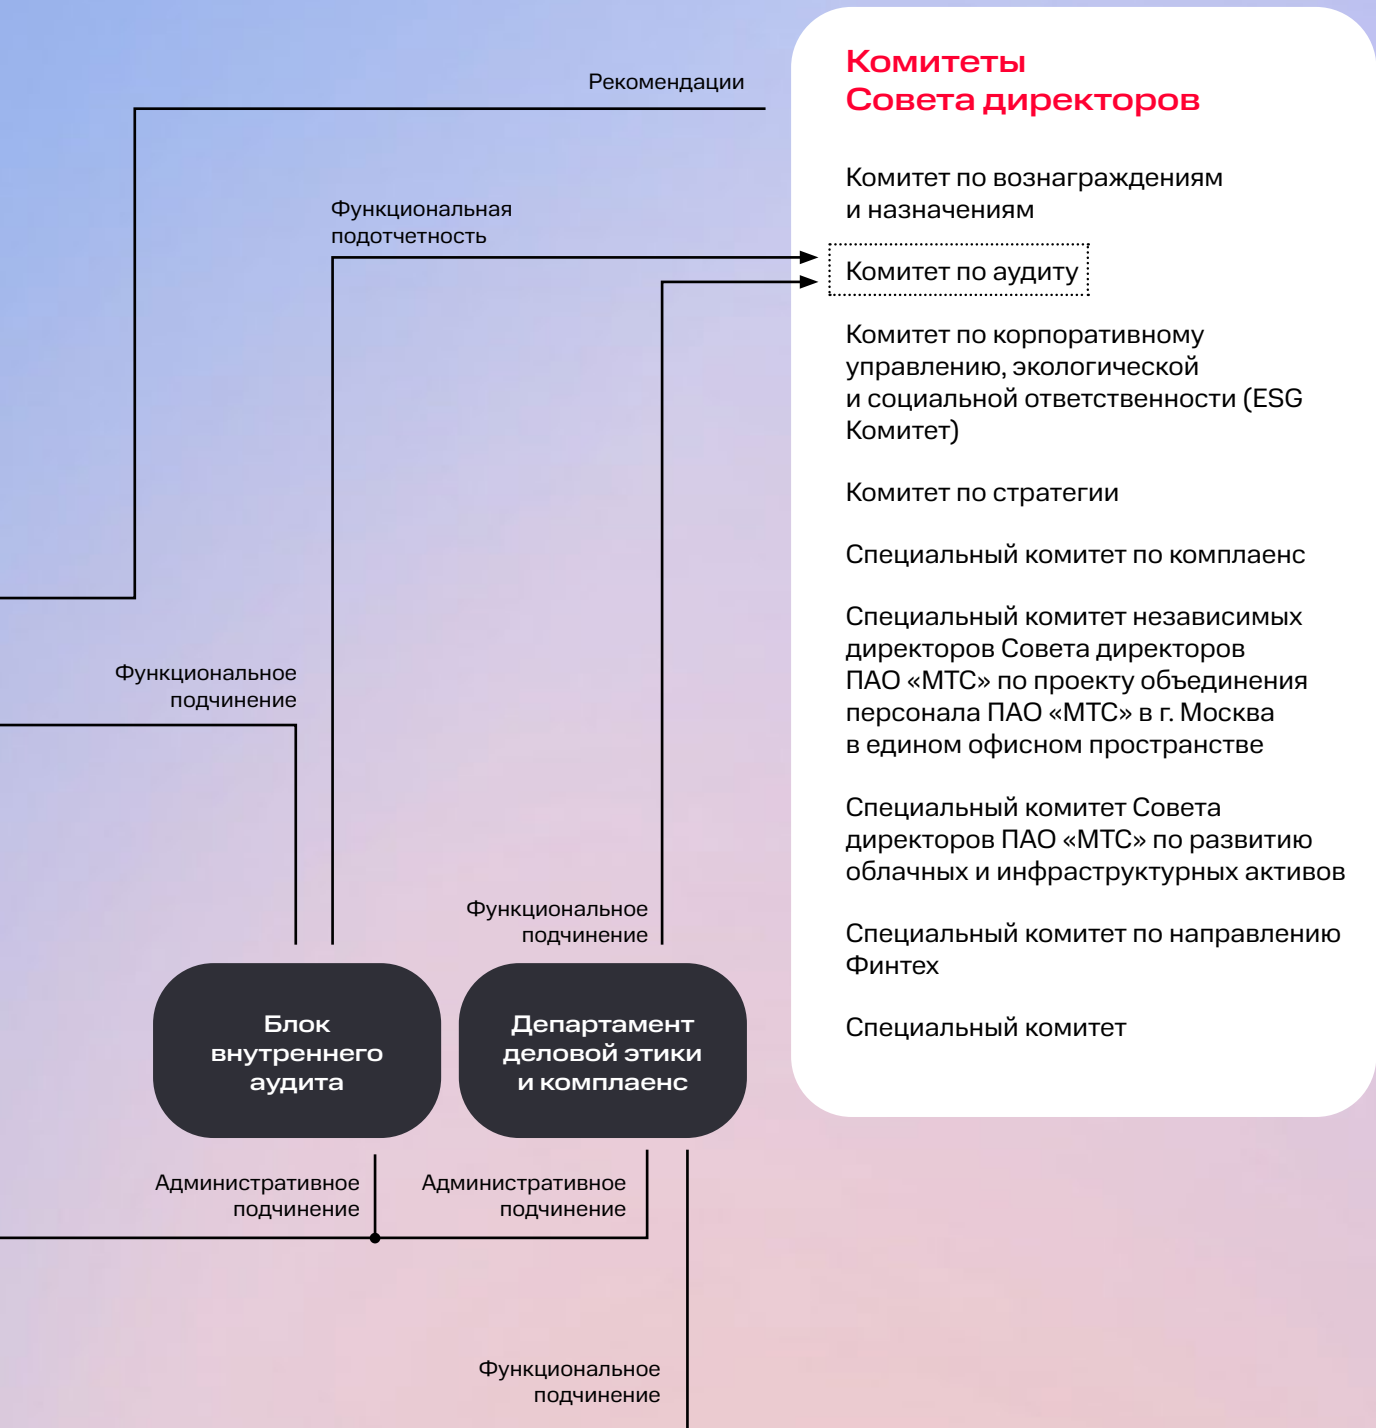 Рекомендации
Функциональная
подотчетность
Функциональное
подчинение
Функциональное
подчинение
Блок
внутреннего
аудита
Департамент
деловой этики
и комплаенс
Административное
подчинение
Административное
подчинение
Функциональное
подчинение
Комитеты
Совета директоров
Комитет по вознаграждениям
и назначениям
Комитет по аудиту
Комитет по корпоративному
управлению, экологической
и социальной ответственности (ESG
Комитет)
Комитет по стратегии
Специальный комитет по комплаенс
Специальный комитет независимых
директоров Совета директоров
ПАО «МТС» по проекту объединения
персонала ПАО «МТС» в г. Москва
в едином офисном пространстве
Специальный комитет Совета
директоров ПАО «МТС» по развитию
облачных и инфраструктурных активов
Специальный комитет по направлению
Финтех
Специальный комитет